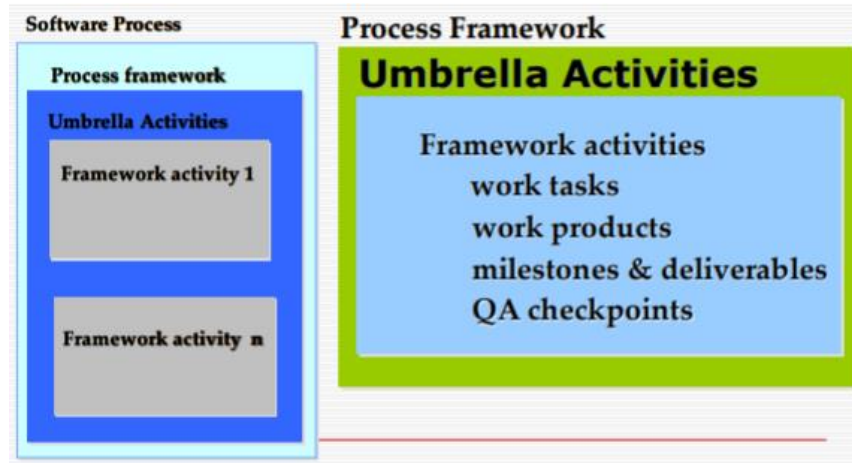 Software Process
Process framework
Umbrella Activities
Framework activity 1
Framework activity n
Process Framework
Umbrella Activities
Framework activities
work tasks
work products
milestones & deliverables
QA checkpoints